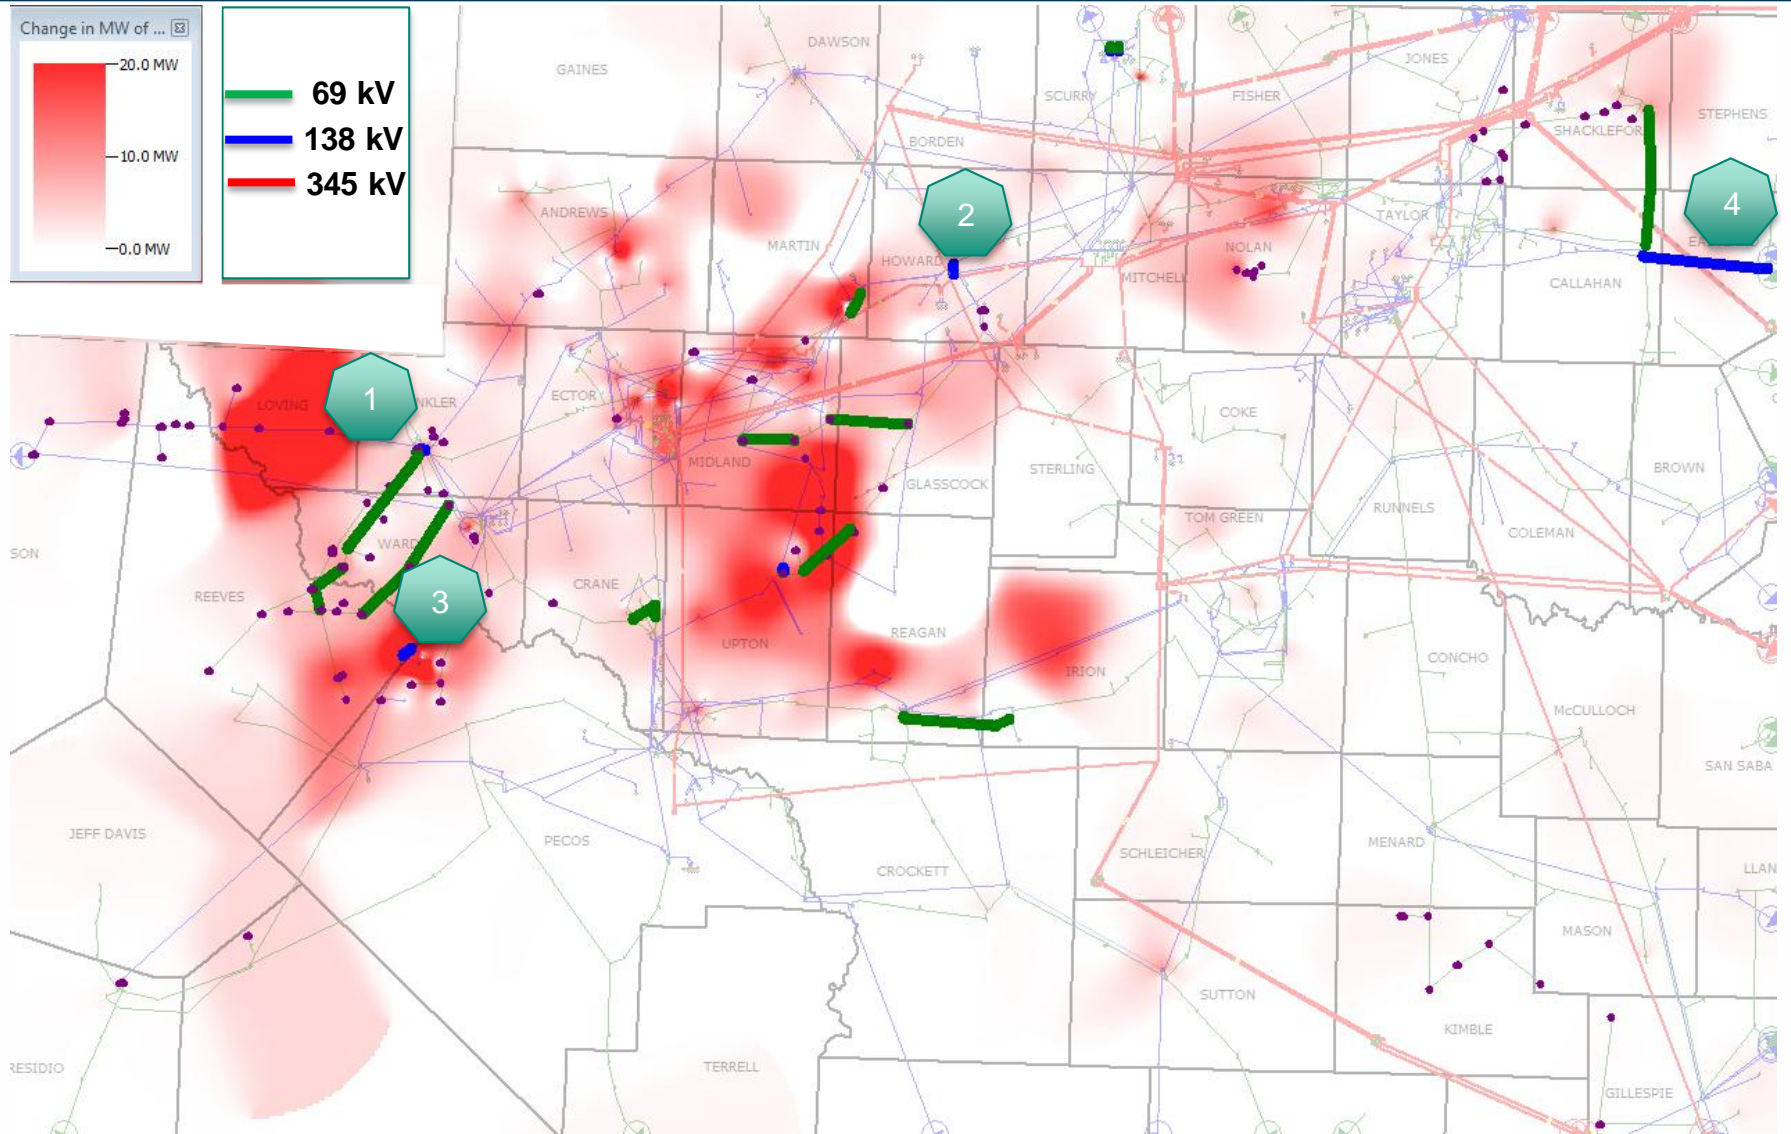 Change in MW of ...
20.0 MW
10.0 MW
0.0 MW
69 kV
138 kV
345 kV
GAINES
DAWSON
SCURRY
FISHER
JONES
STEPHENS
BORDEN
ANDREWS
MARTIN
HOWARD
2
MITCHELL
NOLAN
TAYLOR
CALLAHAN
4
LOVING
1
NKLER
ECTOR
MIDLAND
GLASSCOCK
STERLING
COKE
RUNNELS
COLEMAN
BROWN
TOM GREEN
SON
WARD
REEVES
3
CRANE
UPTON
REAGAN
IRION
CONCHO
McCULLOCH
SAN SABA
JEFF DAVIS
PECOS
CROCKETT
SCHLEICHER
MENARD
LLAN
MASON
SUTTON
KIMBLE
RESIDIO
TERRELL
GILLESPIE